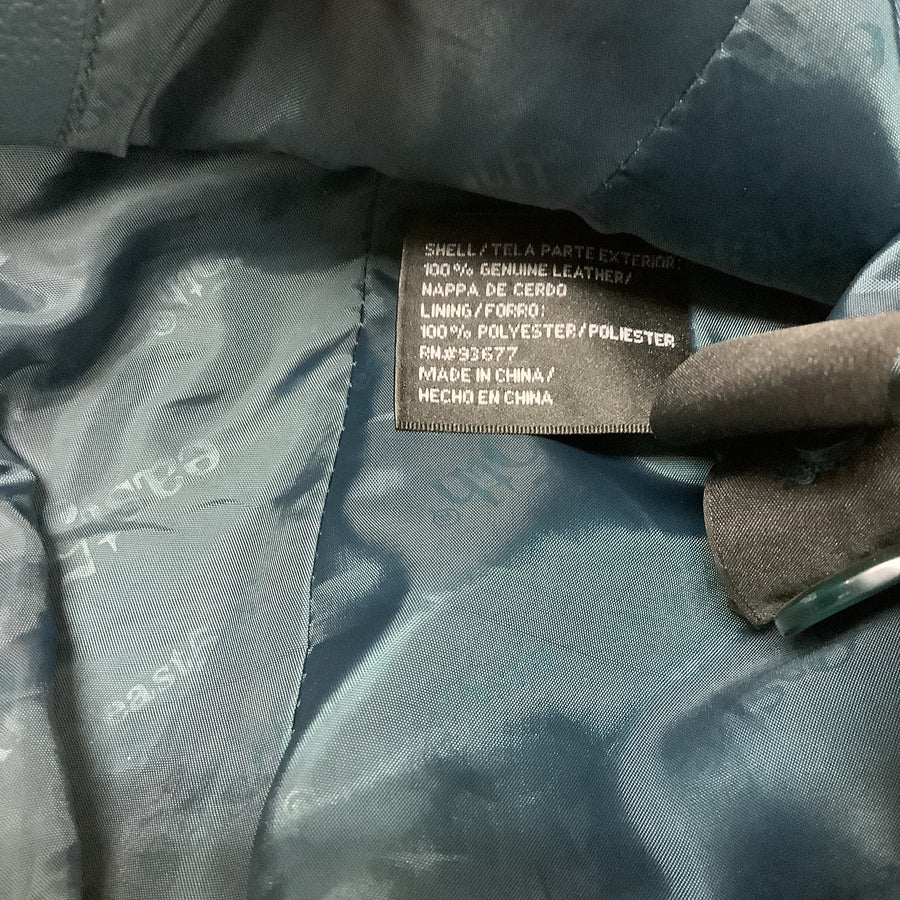 SHELL/TELA PARTE EXTERIOR:
100% GENUINE LEATHER/
NAPPA DE CERDO
LINING/FORRO:
100% POLYESTER/POLIESTER
RN#93677
MADE IN CHINA/
HECHO EN CHINA